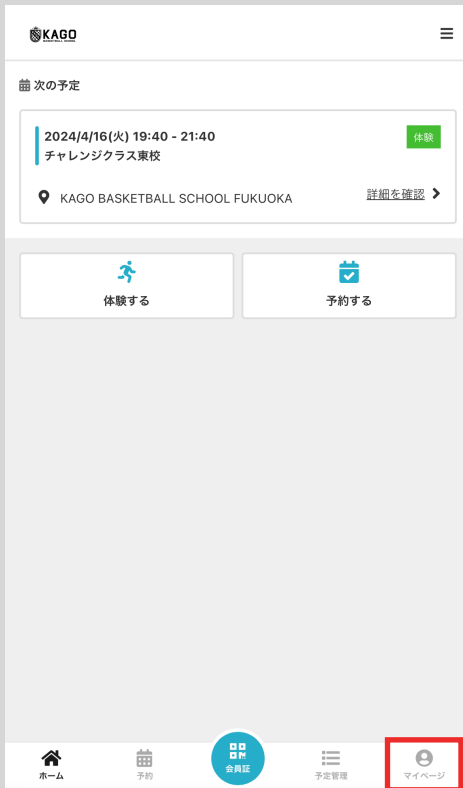 KAGO
BASKETBALL SCHOOL
次の予定
2024/4/16(火) 19:40 - 21:40
体験
チャレンジクラス東校
KAGO BASKETBALL SCHOOL FUKUOKA
詳細を確認
体験する
予約する
ホーム
予約
会員証
予定管理
マイページ